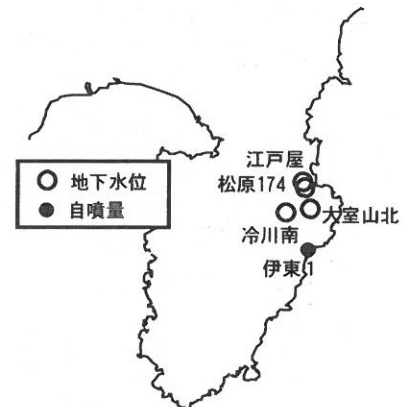 江戸屋
松原174
地下水位
自噴量
大室山北
冷川南
伊東1